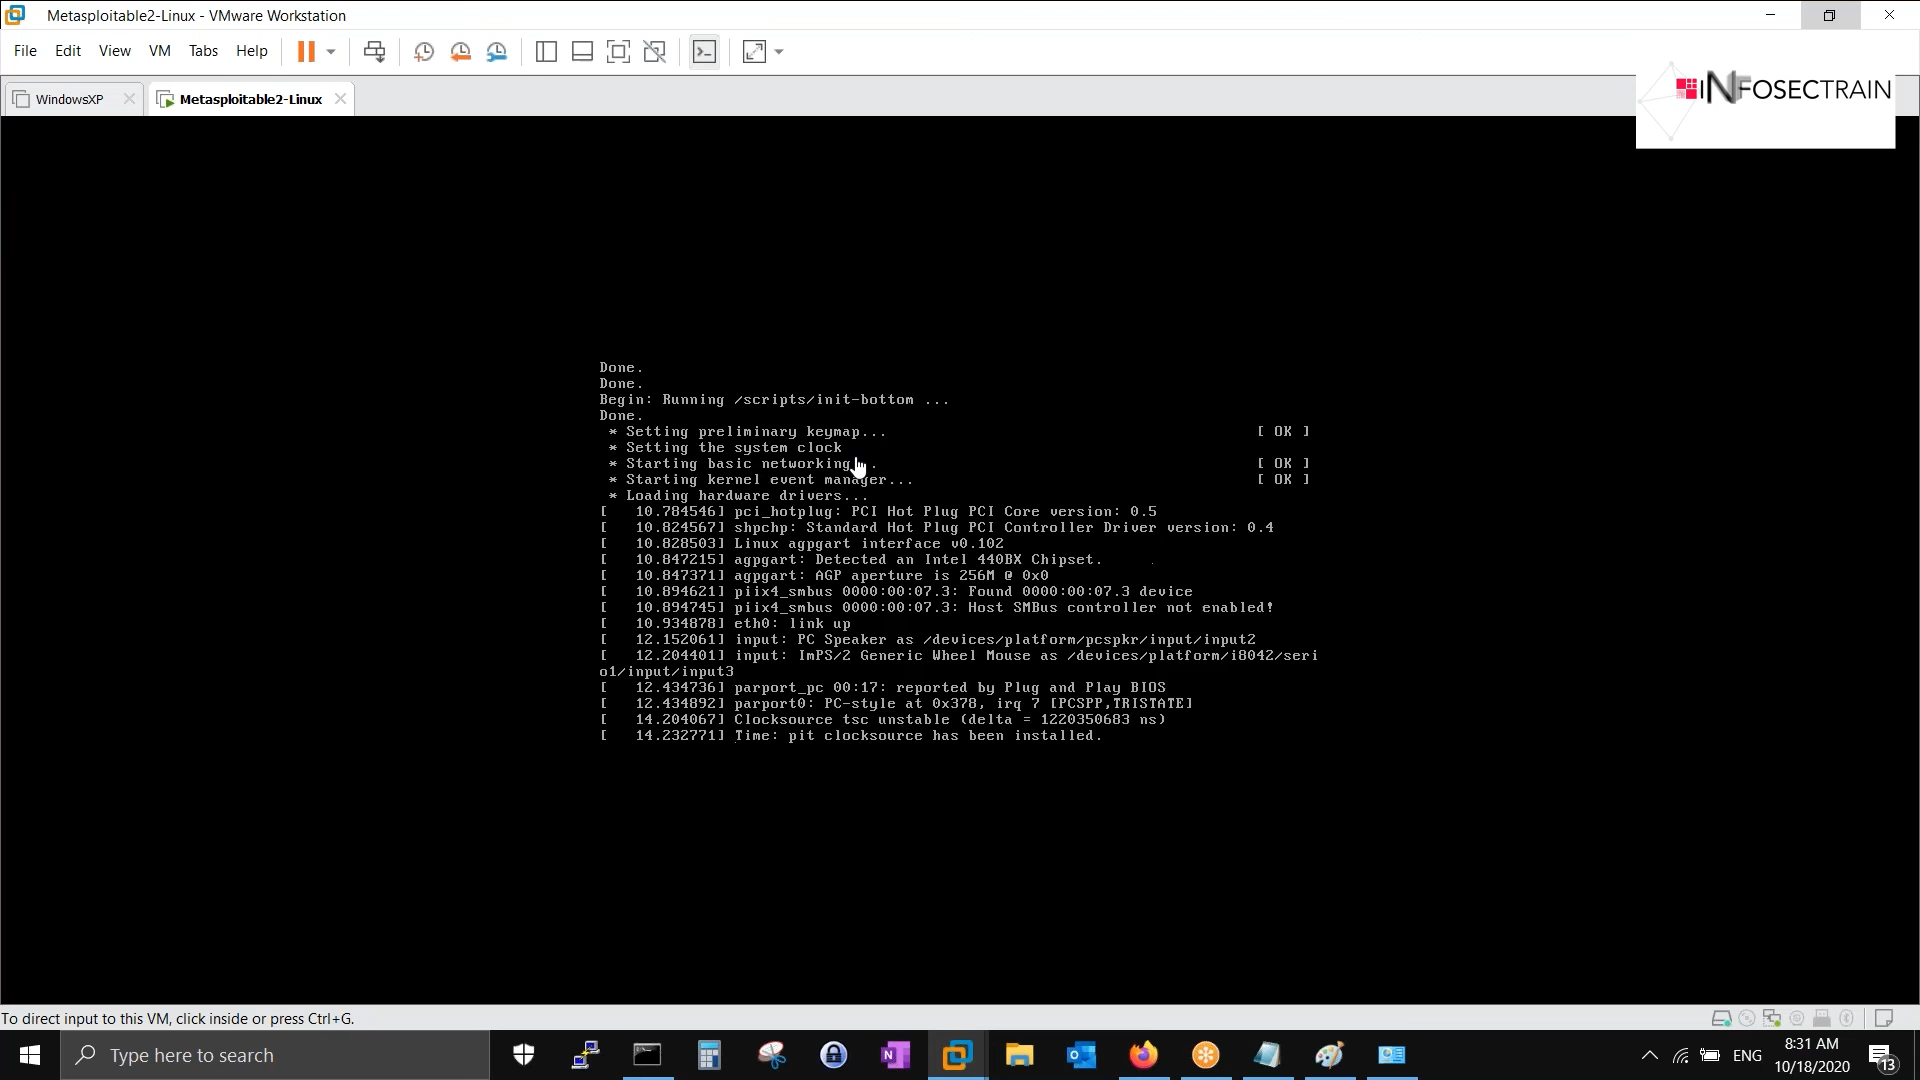 Metasploitable2-Linux - VMware Workstation
File Edit View VM Tabs Help
WindowsXP
Metasploitable2-Linux
INFOSECTRAIN
Done.
Done.
Begin: Running /scripts/init-bottom ...
Done.
* Setting preliminary keymap... [ OK ]
* Setting the system clock
* Starting basic networking... [ OK ]
* Starting kernel event manager... [ OK ]
* Loading hardware drivers...
[ 10.784546] pci_hotplug: PCI Hot Plug PCI Core version: 0.5
[ 10.824567] shpchp: Standard Hot Plug PCI Controller Driver version: 0.4
[ 10.828503] Linux agpgart interface v0.102
[ 10.847215] agpgart: Detected an Intel 440BX Chipset.
[ 10.847371] agpgart: AGP aperture is 256M @ 0x0
[ 10.894621] piix4_smbus 0000:00:07.3: Found 0000:00:07.3 device
[ 10.894745] piix4_smbus 0000:00:07.3: Host SMBus controller not enabled!
[ 10.934878] eth0: link up
[ 12.152061] input: PC Speaker as /devices/platform/pcspkr/input/input2
[ 12.204401] input: ImPS/2 Generic Wheel Mouse as /devices/platform/i8042/seri
o1/input/input3
[ 12.434736] parport_pc 00:17: reported by Plug and Play BIOS
[ 12.434892] parport0: PC-style at 0x378, irq 7 [PCSPP,TRISTATE]
[ 14.204067] Clocksource tsc unstable (delta = 1220350683 ns)
[ 14.232771] Time: pit clocksource has been installed.
To direct input to this VM, click inside or press Ctrl+G.
Type here to search
ENG
8:31 AM
10/18/2020
13